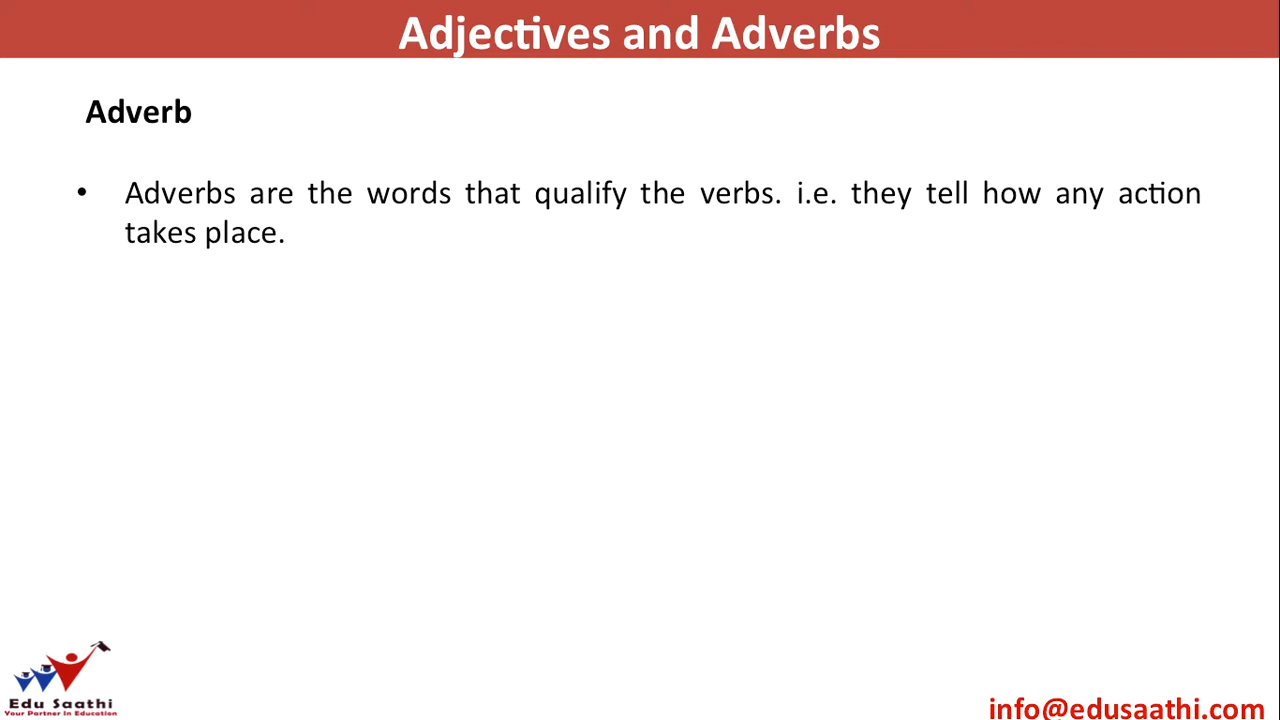 Adjectives and Adverbs
Adverb
• Adverbs are the words that qualify the verbs. i.e. they tell how any action
takes place.
Edu Saathi
Your Partner In Education
info@edusaathi.com